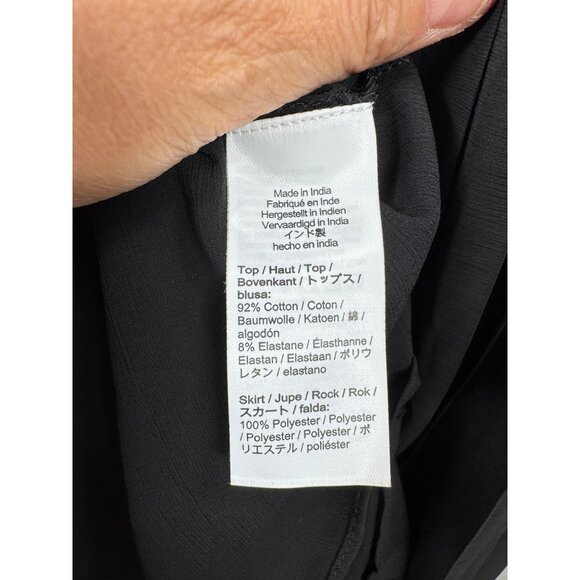 Made in India
Fabriqué en Inde
Hergestellt in Indien
Vervaardigd in India
インド製
hecho en india
Top / Haut / Top /
Bovenkant / トップス /
blusa:
92% Cotton / Coton /
Baumwolle / Katoen / 綿 /
algodón
8% Elastane / Élasthanne /
Elastan / Elastaan / ポリウ
レタン / elastano
Skirt / Jupe / Rock / Rok /
スカート / falda:
100% Polyester / Polyester
/ Polyester / Polyester / ポ
リエステル / poliéster